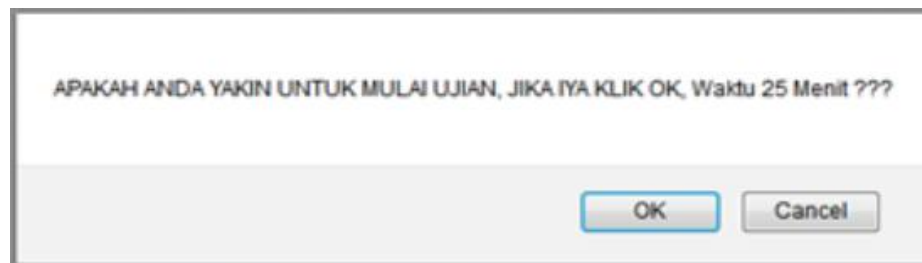 APAKAH ANDA YAKIN UNTUK MULAI UJIAN, JIKA IYA KLIK OK, Waktu 25 Menit ???
OK Cancel